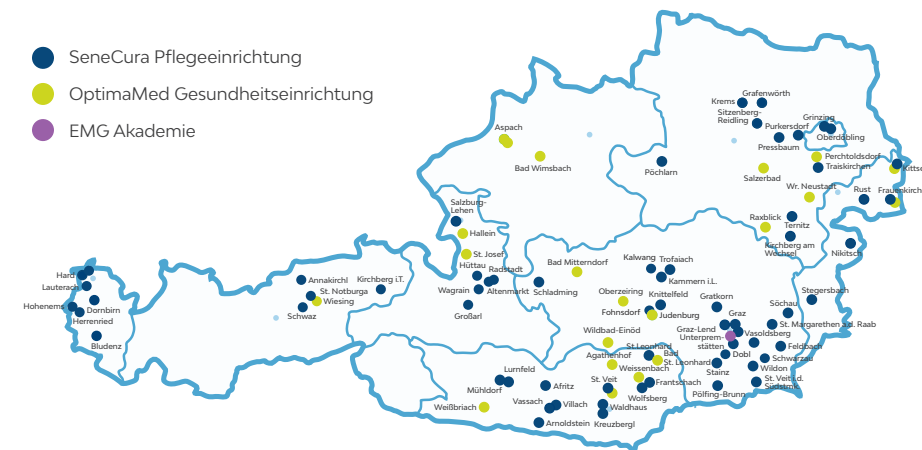 SeneCura Pflegeeinrichtung
OptimaMed Gesundheitseinrichtung
EMG Akademie
Aspach
Bad Wimsbach
Krems
Grafenwörth
Sitzenberg-
Reidling
Purkersdorf
Grinzing
Oberdöbling
Pressbaum
Pöchlarn
Perchtoldsdorf
Traiskirchen
Salzerbad
Wr. Neustadt
Kittse
Rust
Frauenkirch
Raxblick
Ternitz
Kirchberg am
Wechsel
Nikitsch
Salzburg-
Lehen
Hallein
St. Josef
Hüttau
Radstadt
Wagrain
Altenmarkt
Großarl
Schladming
Bad Mitterndorf
Kalwang
Trofaiach
Kammern i.L.
Oberzeiring
Knittelfeld
Fohnsdorf
Judenburg
Wildbad-Einöd
Gratkorn
Graz
Graz-Lend
Unterprem-
stätten
Vasoldsberg
Söchau
Stegersbach
St. Margarethen a.d. Raab
Feldbach
Dobl
Schwarzau
Stainz
Wildon
St. Veit i.d.
Südstmk.
Pölfing-Brunn
Agathenhof
St.Leonhard
Bad
St. Leonhard
Weissenbach
St. Veit
Frantschach
Wolfsberg
Waldhaus
Kreuzbergl
Lurnfeld
Mühldorf
Afritz
Vassach
Villach
Weißbriach
Arnoldstein
Hard
Lauterach
Hohenems
Dornbirn
Herrenried
Bludenz
Annakirchl
Kirchberg i.T.
St. Notburga
Wiesing
Schwaz